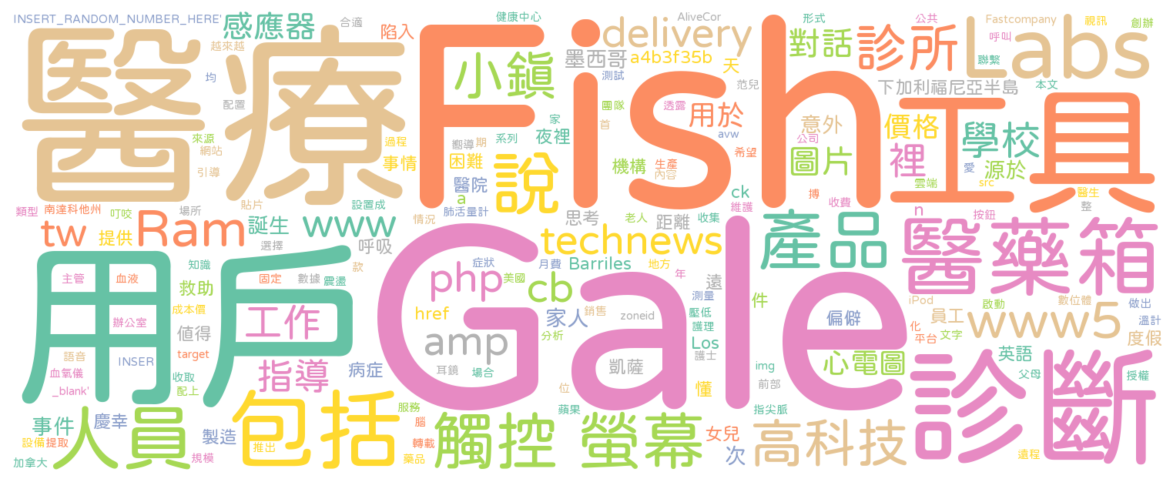 INSERT_RANDOM_NUMBER_HERE'
感應器
合適
陷入
健康中心
AliveCor
形式
公共
Fastcompany
視訊
創辦
越來越
醫療
Fish
delivery
對話
診所
呼叫
聯繫
Labs
小鎮
墨西哥
a4b3f35b
均
測試
天
范兒
下加利福尼亞半島
本文
配置
團隊
透露
用於
工具
來源
過程
家
首
意外
價格
網站
事情
嚮導
期
系列
夜裡
avw
公司
裡
學校
引導
困難
機構
生產
希望
圖片
源於
說
醫院
內容
雲端
愛
src
貼片
a
ck
博
收費
醫生
類型
南達科他州
叮咬
場所
設置成
肺活量計
情況
思考
老人
收集
維護
n
按鈕
整
tw
提供
Ram
誕生
www
距離
產品
醫藥箱
選擇
呼吸
technews
遠程
用戶
Gale
主管
血液
知識
固定
數據
震盪
款
php
症狀
美國
月費
Barriles
地方
年
遠
cb
件
iPod
啟動
數位體
做出
救助
成本價
href
家人
銷售
zoneid
測量
壓低
偏僻
員工
www5
溫計
辦公室
工作
amp
分析
護理
化
文字
度假
值得
Los
平台
語音
INSERT
target
護士
心電圖
英語
血氧儀
指導
病症
耳鏡
場合
凱薩
img
前部
父母
授權
_blank'
收取
配上
懂
診斷
位
蘋果
指尖脈
事件
慶幸
包括
服務
腦
人員
觸控
螢幕
女兒
高科技
設備
提取
製造
推出
轉載
次
加拿大
規模
藥品